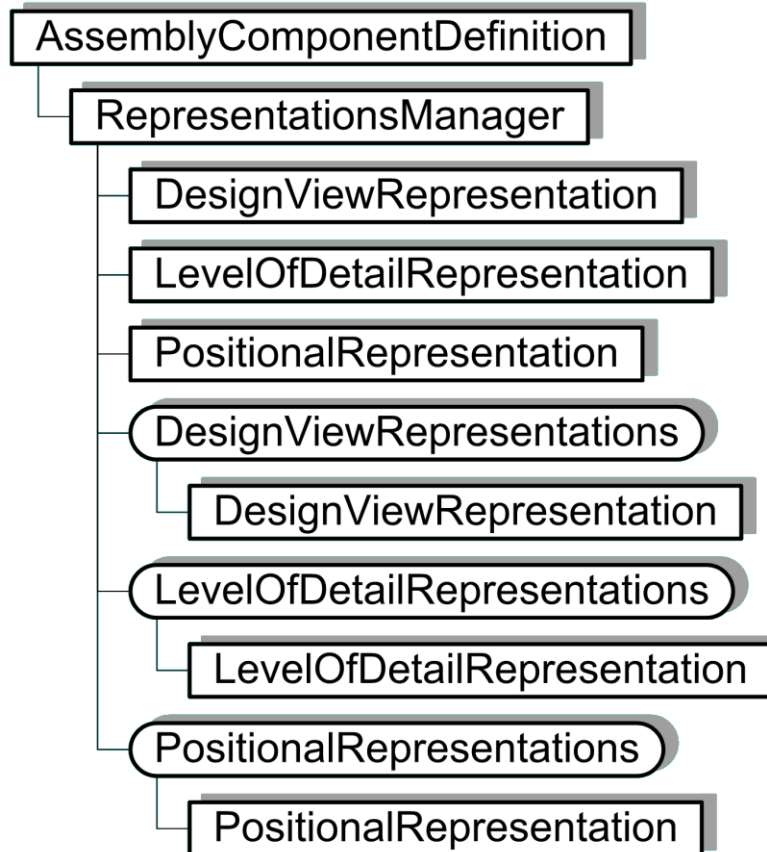 AssemblyComponentDefinition
RepresentationsManager
DesignViewRepresentation
LevelOfDetailRepresentation
PositionalRepresentation
DesignViewRepresentations
DesignViewRepresentation
LevelOfDetailRepresentations
LevelOfDetailRepresentation
PositionalRepresentations
PositionalRepresentation